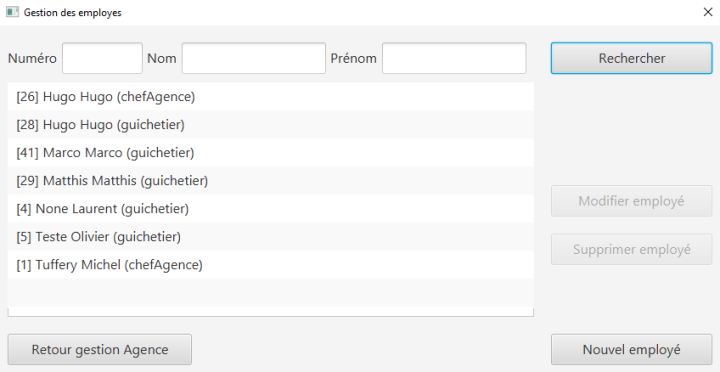 Gestion des employes
Numéro Nom Prénom Rechercher
[26] Hugo Hugo (chefAgence)
[28] Hugo Hugo (guichetier)
[41] Marco Marco (guichetier)
[29] Matthis Matthis (guichetier)
[4] None Laurent (guichetier)
[5] Teste Olivier (guichetier)
[1] Tuffery Michel (chefAgence)
Modifier employé
Supprimer employé
Retour gestion Agence
Nouvel employé